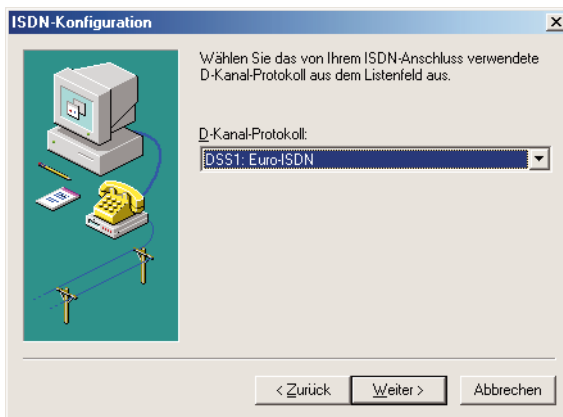 ISDN-Konfiguration
Wählen Sie das von Ihrem ISDN-Anschluss verwendete
D-Kanal-Protokoll aus dem Listenfeld aus.
D-Kanal-Protokoll:
DSS1: Euro-ISDN
< Zurück
Weiter >
Abbrechen